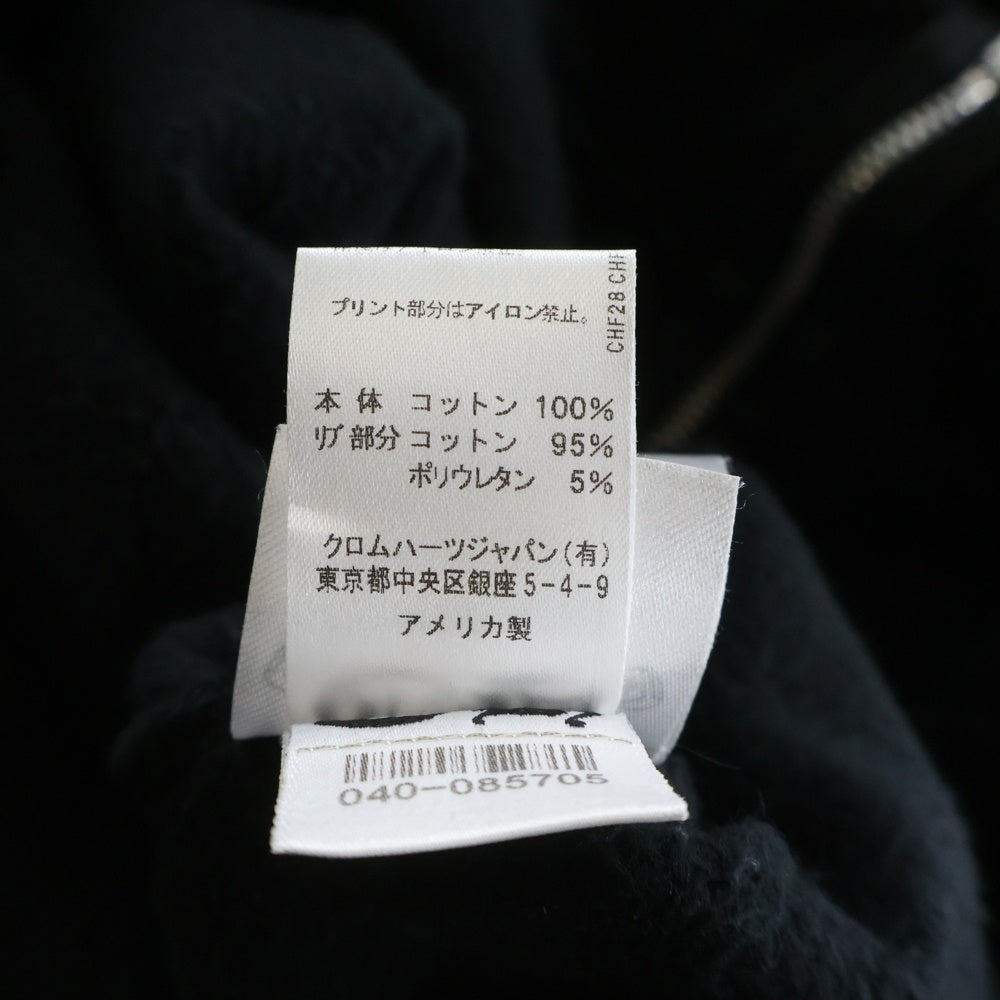 プリント部分はアイロン禁止。
CHF28 CHF
本体 コットン 100%
リブ部分 コットン 95%
ポリウレタン 5%
クロムハーツジャパン(有)
東京都中央区銀座5-4-9
アメリカ製
040-085705